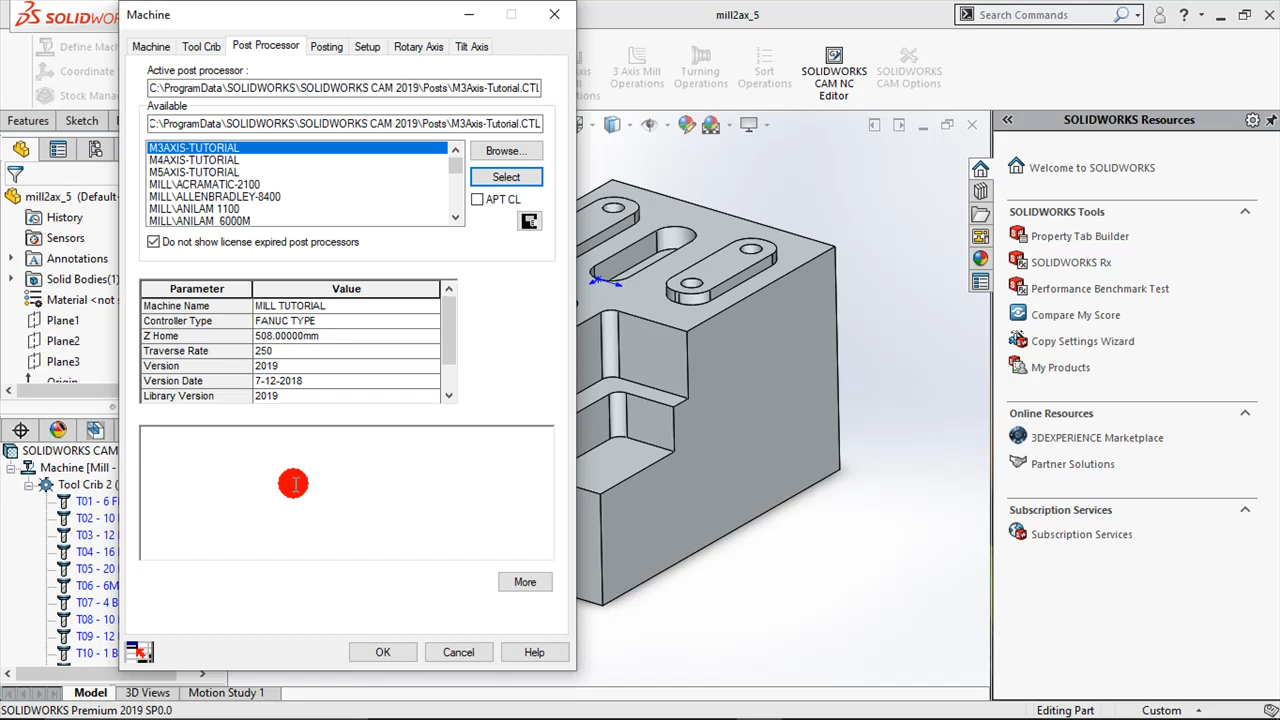 SOLIDWORKS
Machine
mill2ax_5
Search Commands
?
Define Mach
Coordinate
Stock Mana
Machine
Tool Crib
Post Processor
Posting
Setup
Rotary Axis
Tilt Axis
3 Axis Mill
Operations
Turning
Operations
Sort
Operations
SOLIDWORKS
CAM NC
Editor
SOLIDWORKS
CAM Options
Features
Sketch
Active post processor :
C:\ProgramData\SOLIDWORKS\SOLIDWORKS CAM 2019\Posts\M3Axis-Tutorial.CTL
Available
C:\ProgramData\SOLIDWORKS\SOLIDWORKS CAM 2019\Posts\M3Axis-Tutorial.CTL
M3AXIS-TUTORIAL
M4AXIS-TUTORIAL
M5AXIS-TUTORIAL
MILL\ACRAMATIC-2100
MILL\ALLENBRADLEY-8400
MILL\ANILAM 1100
MILL\ANILAM 6000M
Browse...
Select
APT CL
Do not show license expired post processors
Parameter
Value
Machine Name
MILL TUTORIAL
Controller Type
FANUC TYPE
Z Home
508.00000mm
Traverse Rate
250
Version
2019
Version Date
7-12-2018
Library Version
2019
More
OK
Cancel
Help
mill2ax_5 (Default-
History
Sensors
Annotations
Solid Bodies(1)
Material <not s
Plane1
Plane2
Plane3
Origin
SOLIDWORKS CAM
Machine [Mill -
Tool Crib 2 (
T01 - 6 F
T02 - 10
T03 - 12
T04 - 16
T05 - 20
T06 - 6M
T07 - 4 B
T08 - 10
T09 - 12
T10 - 1
SOLIDWORKS Resources
Welcome to SOLIDWORKS
SOLIDWORKS Tools
Property Tab Builder
SOLIDWORKS Rx
Performance Benchmark Test
Compare My Score
Copy Settings Wizard
My Products
Online Resources
3DEXPERIENCE Marketplace
Partner Solutions
Subscription Services
Subscription Services
Model
3D Views
Motion Study 1
SOLIDWORKS Premium 2019 SP0.0
Editing Part
Custom